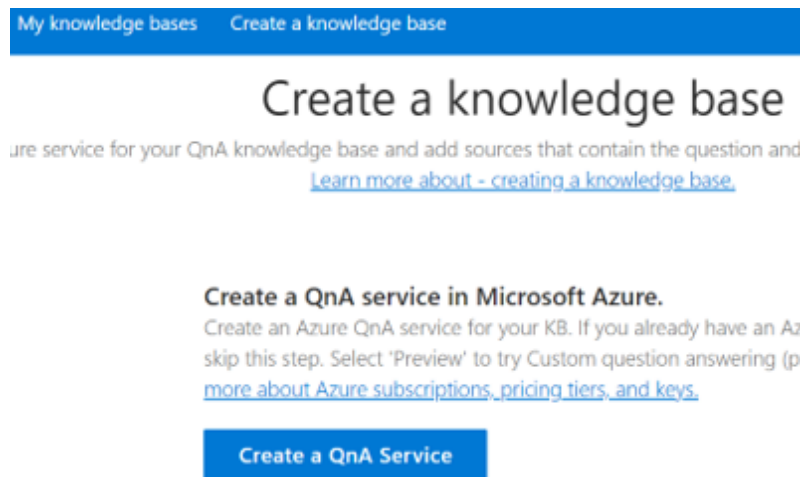 My knowledge bases Create a knowledge base
Create a knowledge base
ure service for your QnA knowledge base and add sources that contain the question and
Learn more about - creating a knowledge base.
Create a QnA service in Microsoft Azure.
Create an Azure QnA service for your KB. If you already have an Az
skip this step. Select 'Preview' to try Custom question answering (p
more about Azure subscriptions, pricing tiers, and keys.
Create a QnA Service